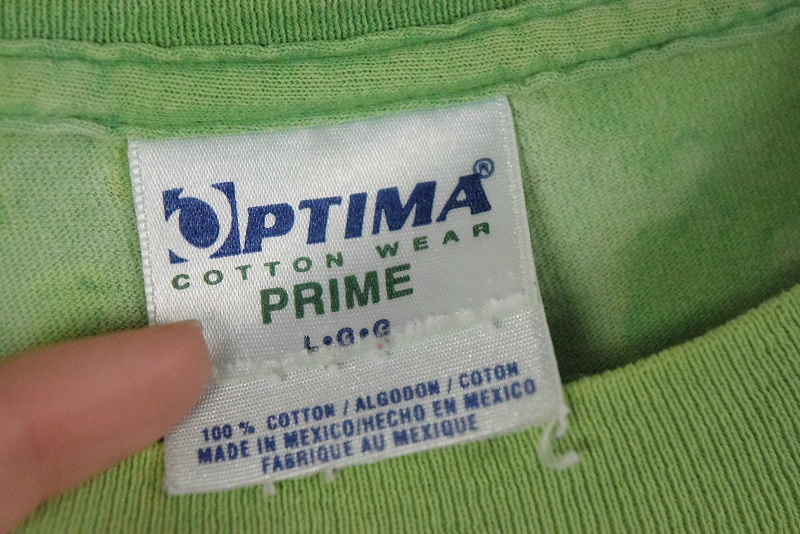 OPTIMA®
COTTON WEAR
PRIME
L•G•G
100% COTTON / ALGODON / COTON
MADE IN MEXICO/HECHO EN MEXICO
FABRIQUE AU MEXIQUE